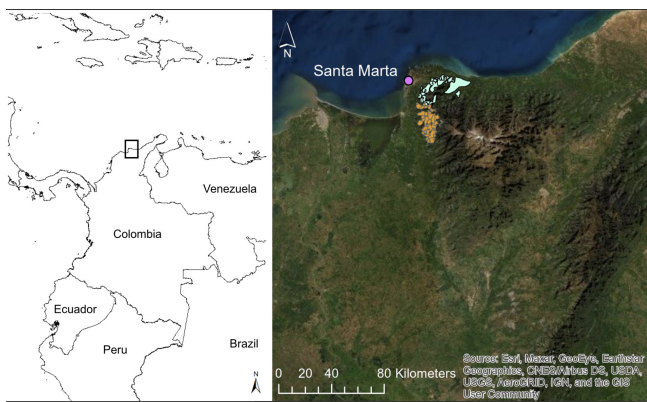 Venezuela
Colombia
Ecuador
Peru
Brazil
N
N
Santa Marta
0 20 40 80 Kilometers
Source: Esri, Maxar, GeoEye, Earthstar
Geographics, CNES/Airbus DS, USDA,
USGS, AeroGRID, IGN, and the GIS
User Community